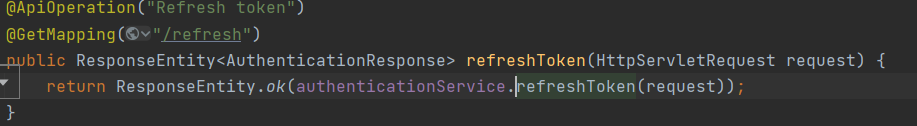 @ApiOperation("Refresh token")
@GetMapping("/refresh")
public ResponseEntity<AuthenticationResponse> refreshToken(HttpServletRequest request) {
    return ResponseEntity.ok(authenticationService.refreshToken(request));
}